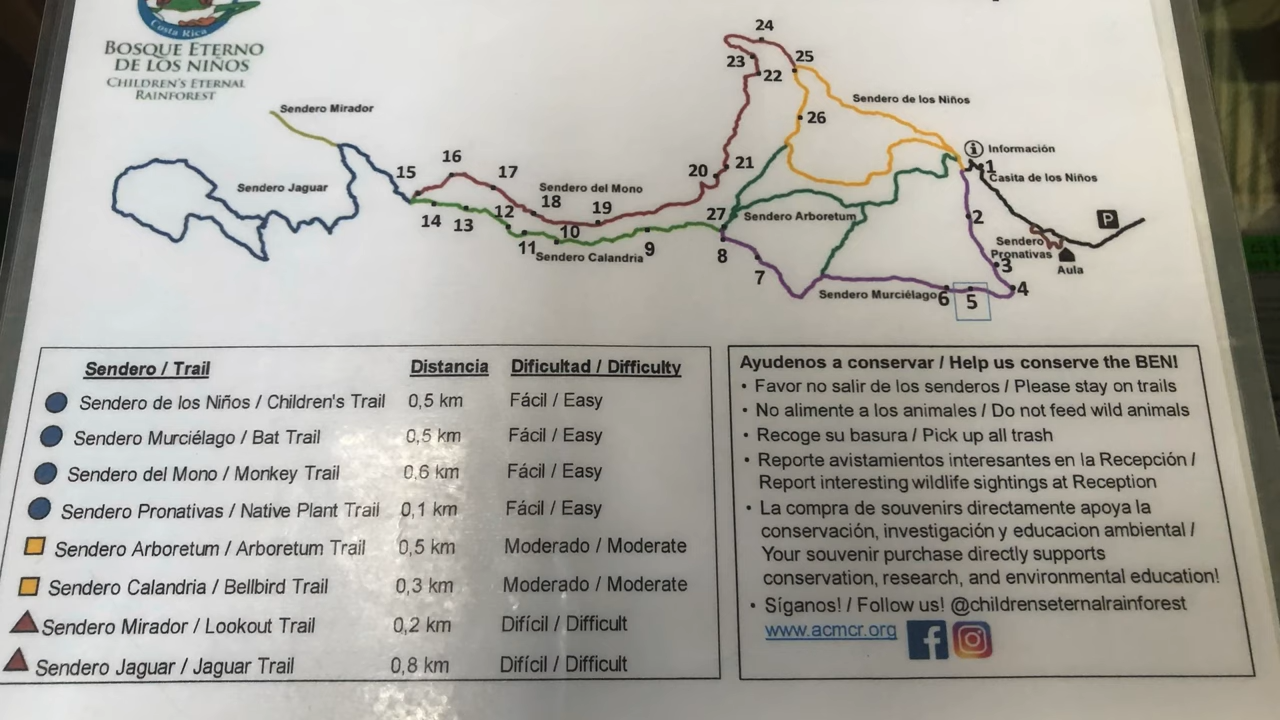 Costa Rica
BOSQUE ETERNO
DE LOS NIÑOS
CHILDREN'S ETERNAL
RAINFOREST
24
23
22
25
Sendero de los Niños
Sendero Mirador
26
Información
1
Casita de los Niños
15
16
17
20
21
Sendero Jaguar
Sendero del Mono
18
19
14
13
12
10
11
Sendero Calandria
9
27
Sendero Arboretum
8
7
2
P
Sendero
Pronativas
3
Aula
Sendero Murciélago
6
5
4
Sendero / Trail Distancia Dificultad / Difficulty
Sendero de los Niños / Children's Trail 0,5 km Fácil / Easy
Sendero Murciélago / Bat Trail 0,5 km Fácil / Easy
Sendero del Mono / Monkey Trail 0,6 km Fácil / Easy
Sendero Pronativas / Native Plant Trail 0,1 km Fácil / Easy
Sendero Arboretum / Arboretum Trail 0,5 km Moderado / Moderate
Sendero Calandria / Bellbird Trail 0,3 km Moderado / Moderate
Sendero Mirador / Lookout Trail 0,2 km Difícil / Difficult
Sendero Jaguar / Jaguar Trail 0,8 km Difícil / Difficult
Ayudenos a conservar / Help us conserve the BEN!
• Favor no salir de los senderos / Please stay on trails
• No alimente a los animales / Do not feed wild animals
• Recoge su basura / Pick up all trash
• Reporte avistamientos interesantes en la Recepción /
Report interesting wildlife sightings at Reception
• La compra de souvenirs directamente apoya la
conservación, investigación y educacion ambiental /
Your souvenir purchase directly supports
conservation, research, and environmental education!
• Síganos! / Follow us! @childrenseternalrainforest
www.acmcr.org